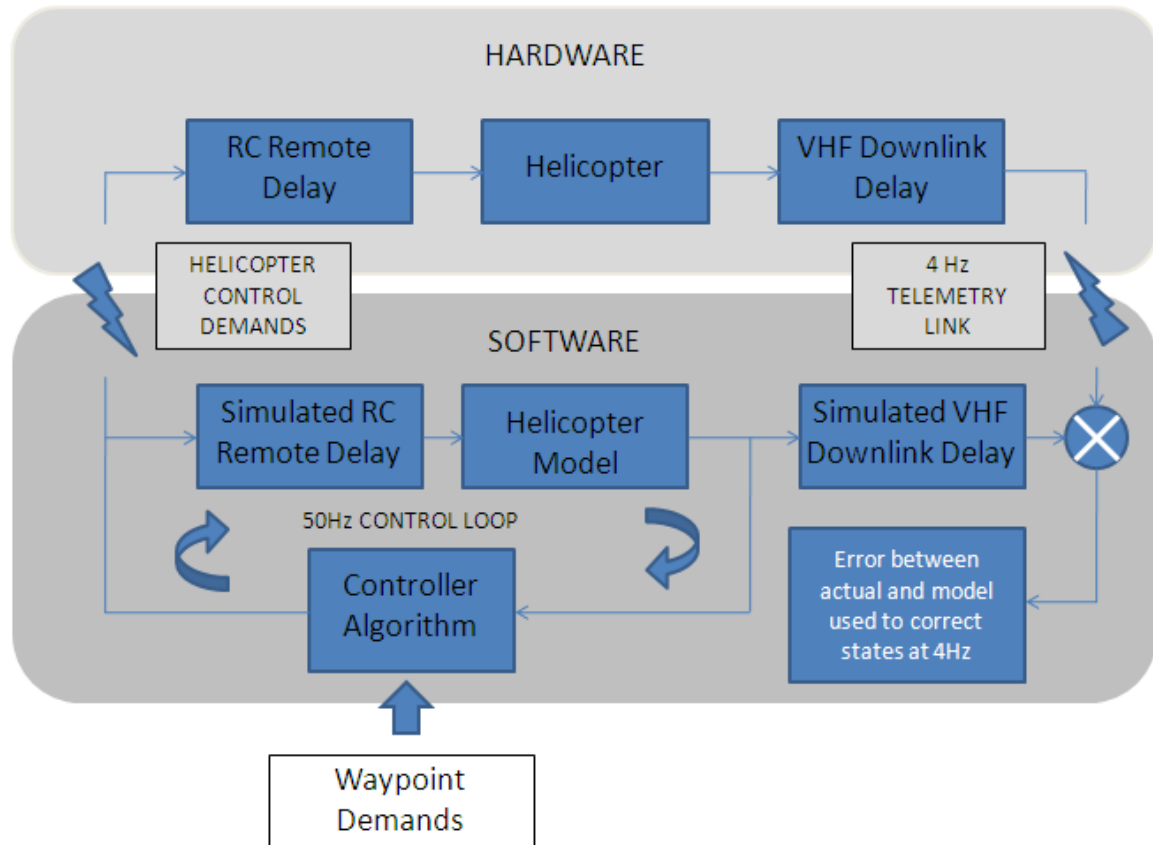 HARDWARE
RC Remote
Delay
Helicopter
VHF Downlink
Delay
HELICOPTER
CONTROL
DEMANDS
4 Hz
TELEMETRY
LINK
SOFTWARE
Simulated RC
Remote Delay
Helicopter
Model
Simulated VHF
Downlink Delay
50Hz CONTROL LOOP
Controller
Algorithm
Error between
actual and model
used to correct
states at 4Hz
Waypoint
Demands